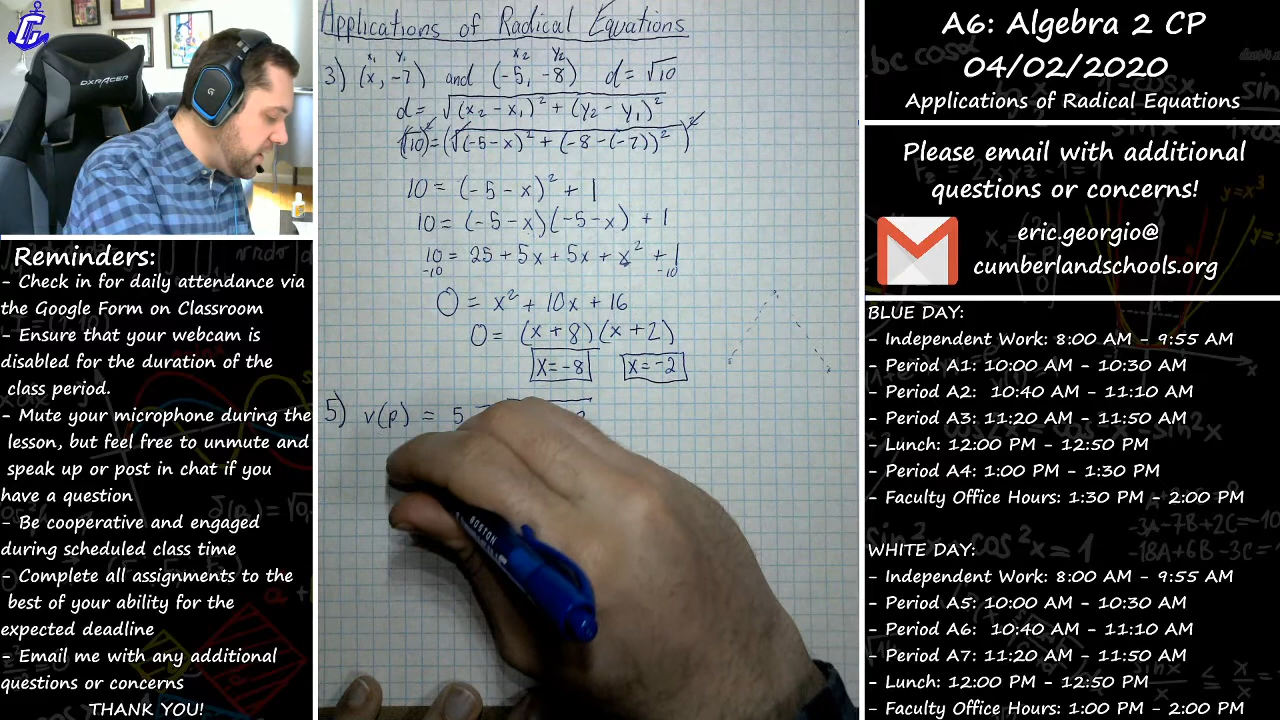 C
DXRACER
G
Reminders:
- Check in for daily attendance via
the Google Form on Classroom
- Ensure that your webcam is
disabled for the duration of the
class period.
- Mute your microphone during the
lesson, but feel free to unmute and
speak up or post in chat if you
have a question
- Be cooperative and engaged
during scheduled class time
- Complete all assignments to the
best of your ability for the
expected deadline
- Email me with any additional
questions or concerns
THANK YOU!
Applications of Radical Equations
x₁ y₁ x₂ y₂
3) (x, -7) and (-5, -8) d = √10
d = √(x₂ - x₁)² + (y₂ - y₁)²
(√10)² = (√(-5 - x)² + (-8 - (-7))²)²
10 = (-5 - x)² + 1
10 = (-5 - x)(-5 - x) + 1
10 = 25 + 5x + 5x + x² + 1
-10 -10
0 = x² + 10x + 16
0 = (x + 8)(x + 2)
x = -8 x = -2
5) v(p) = 5
BOSTON
A6: Algebra 2 CP
04/02/2020
Applications of Radical Equations
Please email with additional
questions or concerns!
eric.georgio@
cumberlandschools.org
BLUE DAY:
- Independent Work: 8:00 AM - 9:55 AM
- Period A1: 10:00 AM - 10:30 AM
- Period A2: 10:40 AM - 11:10 AM
- Period A3: 11:20 AM - 11:50 AM
- Lunch: 12:00 PM - 12:50 PM
- Period A4: 1:00 PM - 1:30 PM
- Faculty Office Hours: 1:30 PM - 2:00 PM
WHITE DAY:
- Independent Work: 8:00 AM - 9:55 AM
- Period A5: 10:00 AM - 10:30 AM
- Period A6: 10:40 AM - 11:10 AM
- Period A7: 11:20 AM - 11:50 AM
- Lunch: 12:00 PM - 12:50 PM
- Faculty Office Hours: 1:00 PM - 2:00 PM